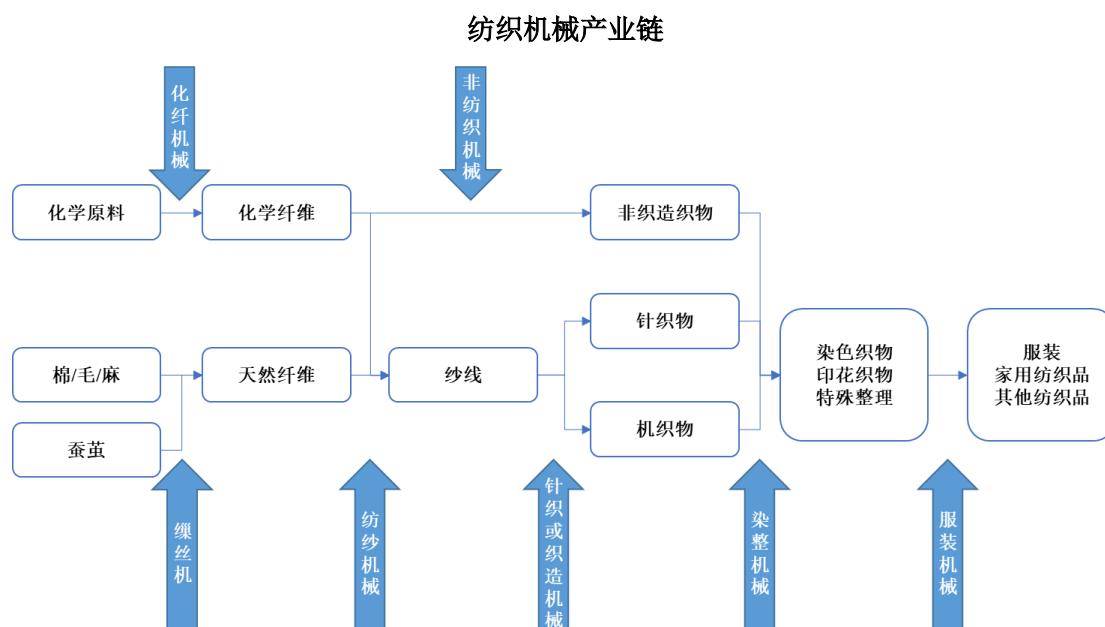 纺织机械产业链
化纤机械
非纺织机械
化学原料
化学纤维
非织造织物
针织物
棉/毛/麻
天然纤维
纱线
染色织物
印花织物
特殊整理
服装
家用纺织品
其他纺织品
机织物
蚕茧
缫丝机
纺纱机械
针织或织造机械
染整机械
服装机械